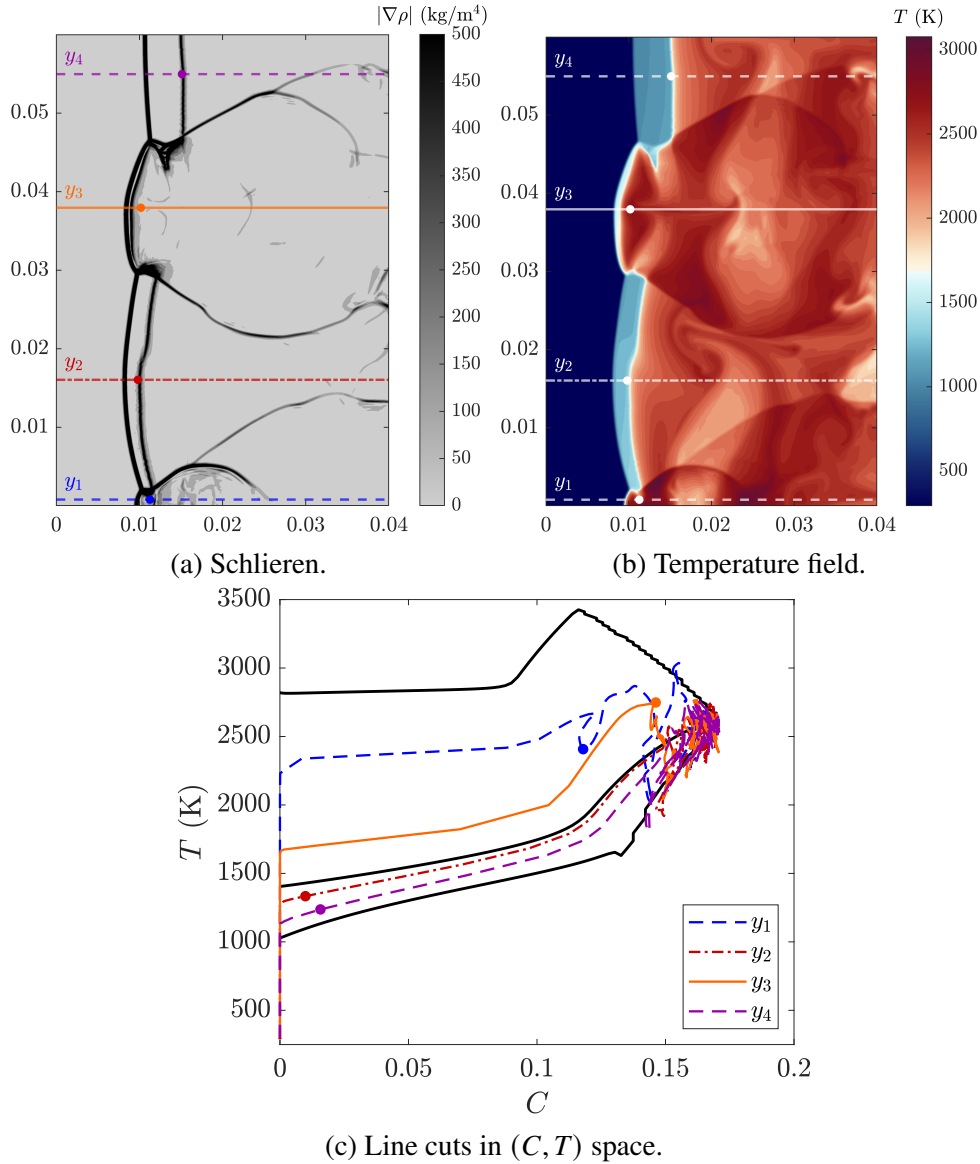 |∇ρ| (kg/m⁴)
500
450
400
350
300
250
200
150
100
50
0
y₄
y₃
y₂
y₁
0.05
0.04
0.03
0.02
0.01
0
0.01
0.02
0.03
0.04
(a) Schlieren.
T (K)
3000
2500
2000
1500
1000
500
y₄
y₃
y₂
y₁
0.05
0.04
0.03
0.02
0.01
0
0.01
0.02
0.03
0.04
(b) Temperature field.
3500
3000
2500
2000
1500
1000
500
T (K)
0
0.05
0.1
0.15
0.2
C
y₁
y₂
y₃
y₄
(c) Line cuts in (C, T) space.